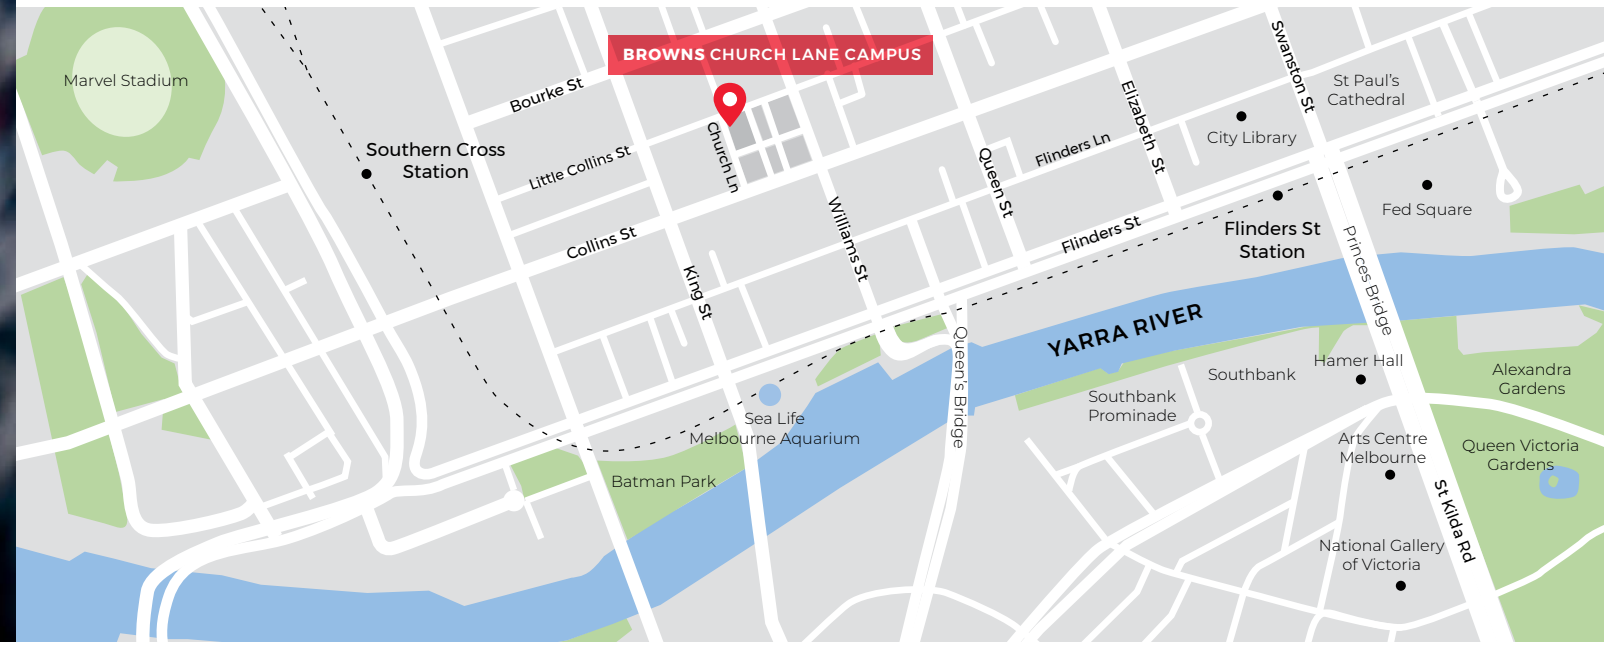 BROWNS CHURCH LANE CAMPUS
Marvel Stadium
Southern Cross
Station
Bourke St
Little Collins St
Church Ln
Collins St
King St
Williams St
Queen St
Flinders Ln
Elizabeth St
Swanston St
St Paul's
Cathedral
City Library
Fed Square
Flinders St
Flinders St
Station
Princes Bridge
YARRA RIVER
Queen's Bridge
Sea Life
Melbourne Aquarium
Batman Park
Southbank
Prominade
Southbank
Hamer Hall
Alexandra
Gardens
Arts Centre
Melbourne
Queen Victoria
Gardens
St Kilda Rd
National Gallery
of Victoria